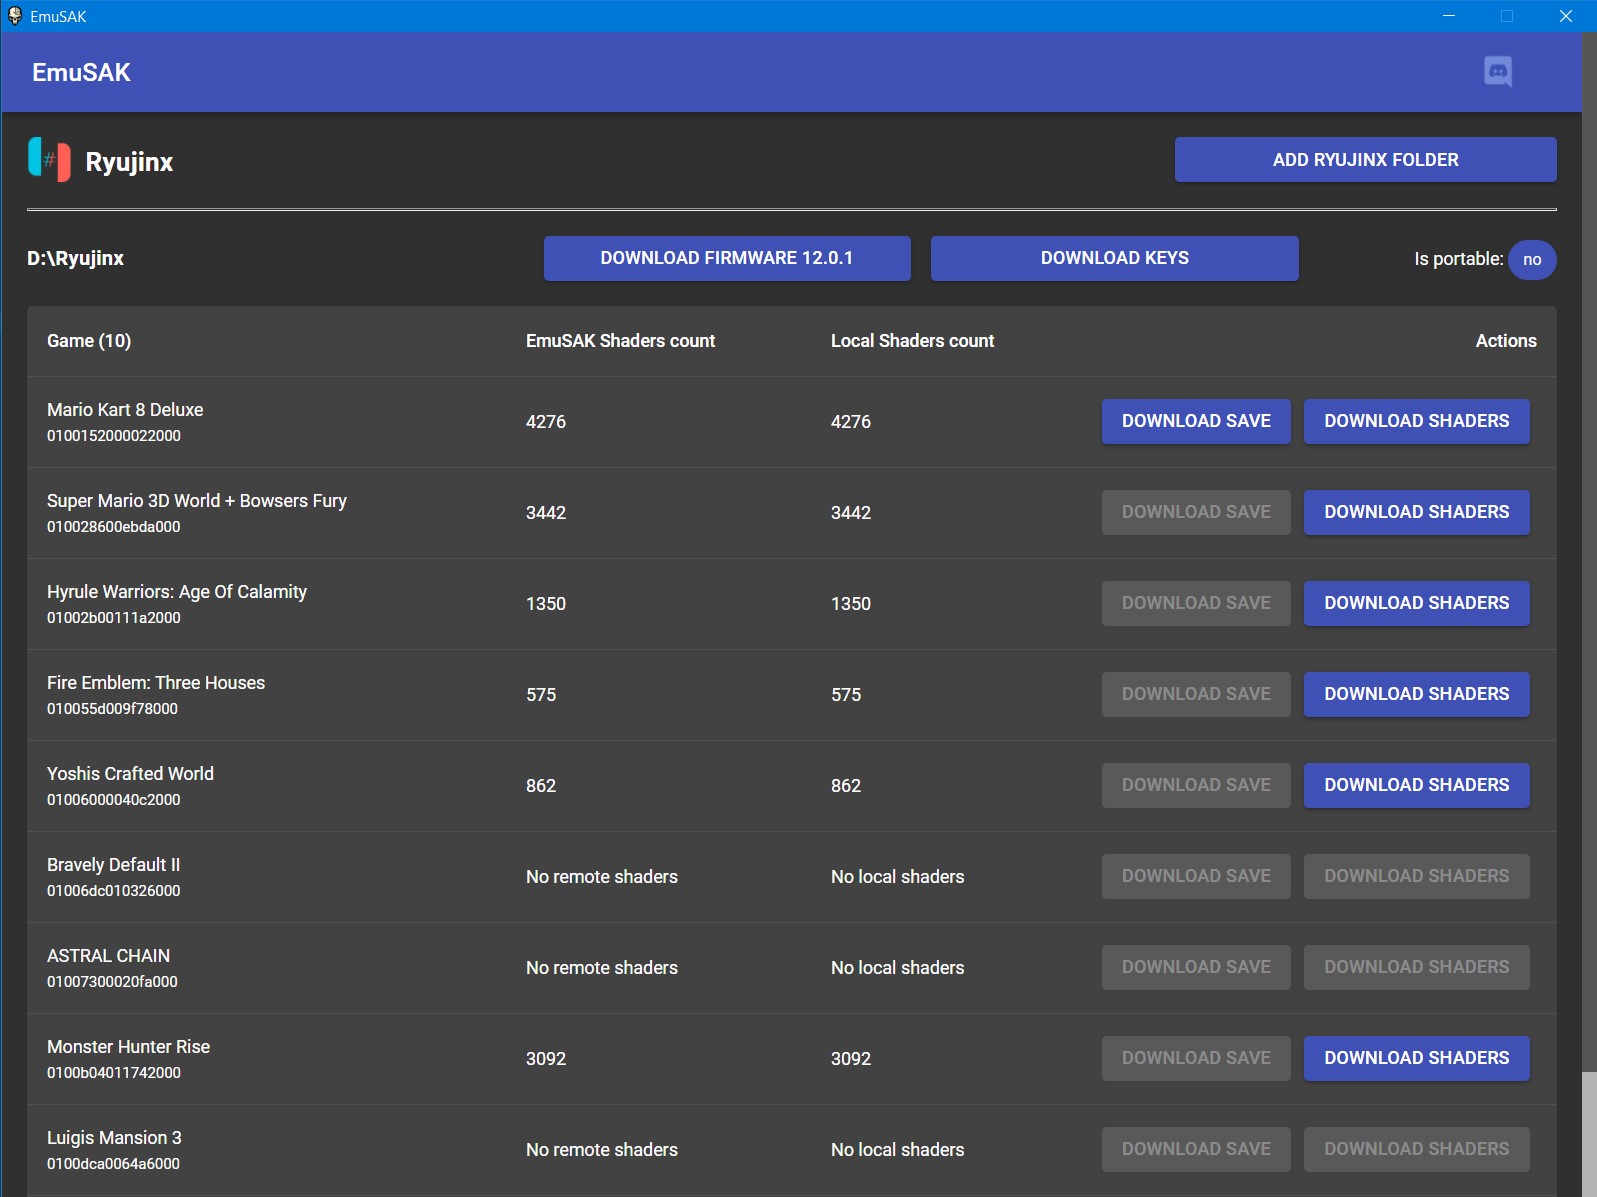 EmuSAK
EmuSAK
Ryujinx
ADD RYUJINX FOLDER
D:\Ryujinx
DOWNLOAD FIRMWARE 12.0.1
DOWNLOAD KEYS
Is portable: no
Game (10)
EmuSAK Shaders count
Local Shaders count
Actions
Mario Kart 8 Deluxe
0100152000022000
4276
4276
DOWNLOAD SAVE
DOWNLOAD SHADERS
Super Mario 3D World + Bowsers Fury
010028600ebda000
3442
3442
DOWNLOAD SAVE
DOWNLOAD SHADERS
Hyrule Warriors: Age Of Calamity
01002b00111a2000
1350
1350
DOWNLOAD SAVE
DOWNLOAD SHADERS
Fire Emblem: Three Houses
010055d009f78000
575
575
DOWNLOAD SAVE
DOWNLOAD SHADERS
Yoshis Crafted World
01006000040c2000
862
862
DOWNLOAD SAVE
DOWNLOAD SHADERS
Bravely Default II
01006dc010326000
No remote shaders
No local shaders
DOWNLOAD SAVE
DOWNLOAD SHADERS
ASTRAL CHAIN
01007300020fa000
No remote shaders
No local shaders
DOWNLOAD SAVE
DOWNLOAD SHADERS
Monster Hunter Rise
0100b04011742000
3092
3092
DOWNLOAD SAVE
DOWNLOAD SHADERS
Luigis Mansion 3
0100dca0064a6000
No remote shaders
No local shaders
DOWNLOAD SAVE
DOWNLOAD SHADERS